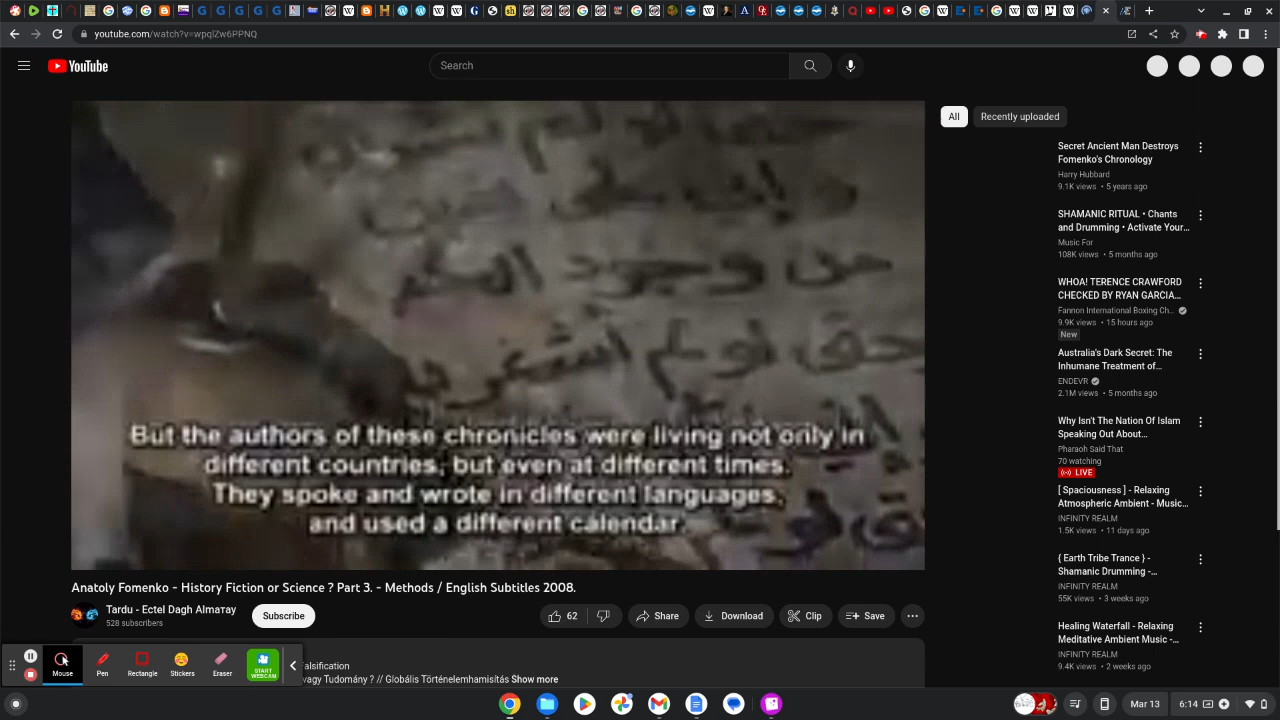 youtube.com/watch?v=wpqlZw6PPNQ
YouTube
Search
All
Recently uploaded
But the authors of these chronicles were living not only in
different countries, but even at different times.
They spoke and wrote in different languages,
and used a different calendar.
Anatoly Fomenko - History Fiction or Science ? Part 3. - Methods / English Subtitles 2008.
Tardu - Ectel Dagh Almaray
528 subscribers
Subscribe
62
Share
Download
Clip
Save
alsification
vagy Tudomány ? // Globális Történelemhamisítás Show more
Mouse
Pen
Rectangle
Stickers
Eraser
START
WEBCAM
Secret Ancient Man Destroys
Fomenko's Chronology
Harry Hubbard
9.1K views • 5 years ago
SHAMANIC RITUAL • Chants
and Drumming • Activate Your...
Music For
108K views • 5 months ago
WHOA! TERENCE CRAWFORD
CHECKED BY RYAN GARCIA...
Fannon International Boxing Ch...
9.9K views • 15 hours ago
New
Australia's Dark Secret: The
Inhumane Treatment of...
ENDEVR
2.1M views • 5 months ago
Why Isn't The Nation Of Islam
Speaking Out About...
Pharaoh Said That
70 watching
LIVE
[ Spaciousness ] - Relaxing
Atmospheric Ambient - Music...
INFINITY REALM
1.5K views • 11 days ago
{ Earth Tribe Trance } -
Shamanic Drumming -...
INFINITY REALM
55K views • 3 weeks ago
Healing Waterfall - Relaxing
Meditative Ambient Music -...
INFINITY REALM
9.4K views • 2 weeks ago
Mar 13
6:14